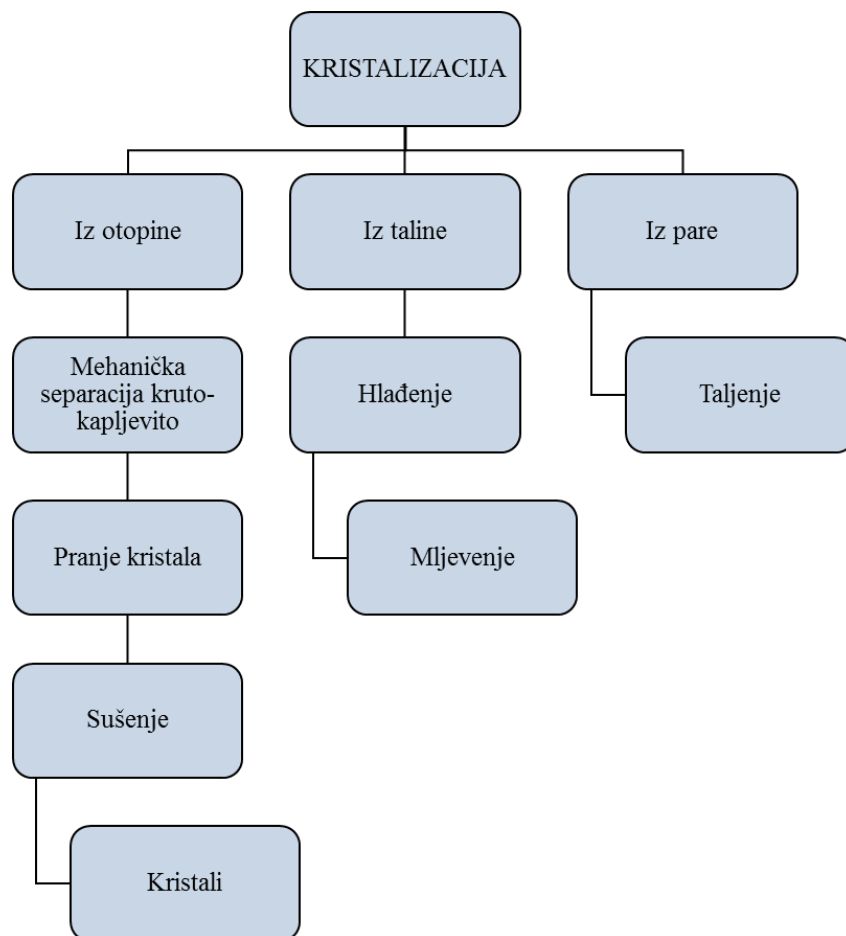 KRISTALIZACIJA
Iz otopine
Iz taline
Iz pare
Mehanička
separacija kruto-
kapljevito
Hlađenje
Taljenje
Pranje kristala
Mljevenje
Sušenje
Kristali